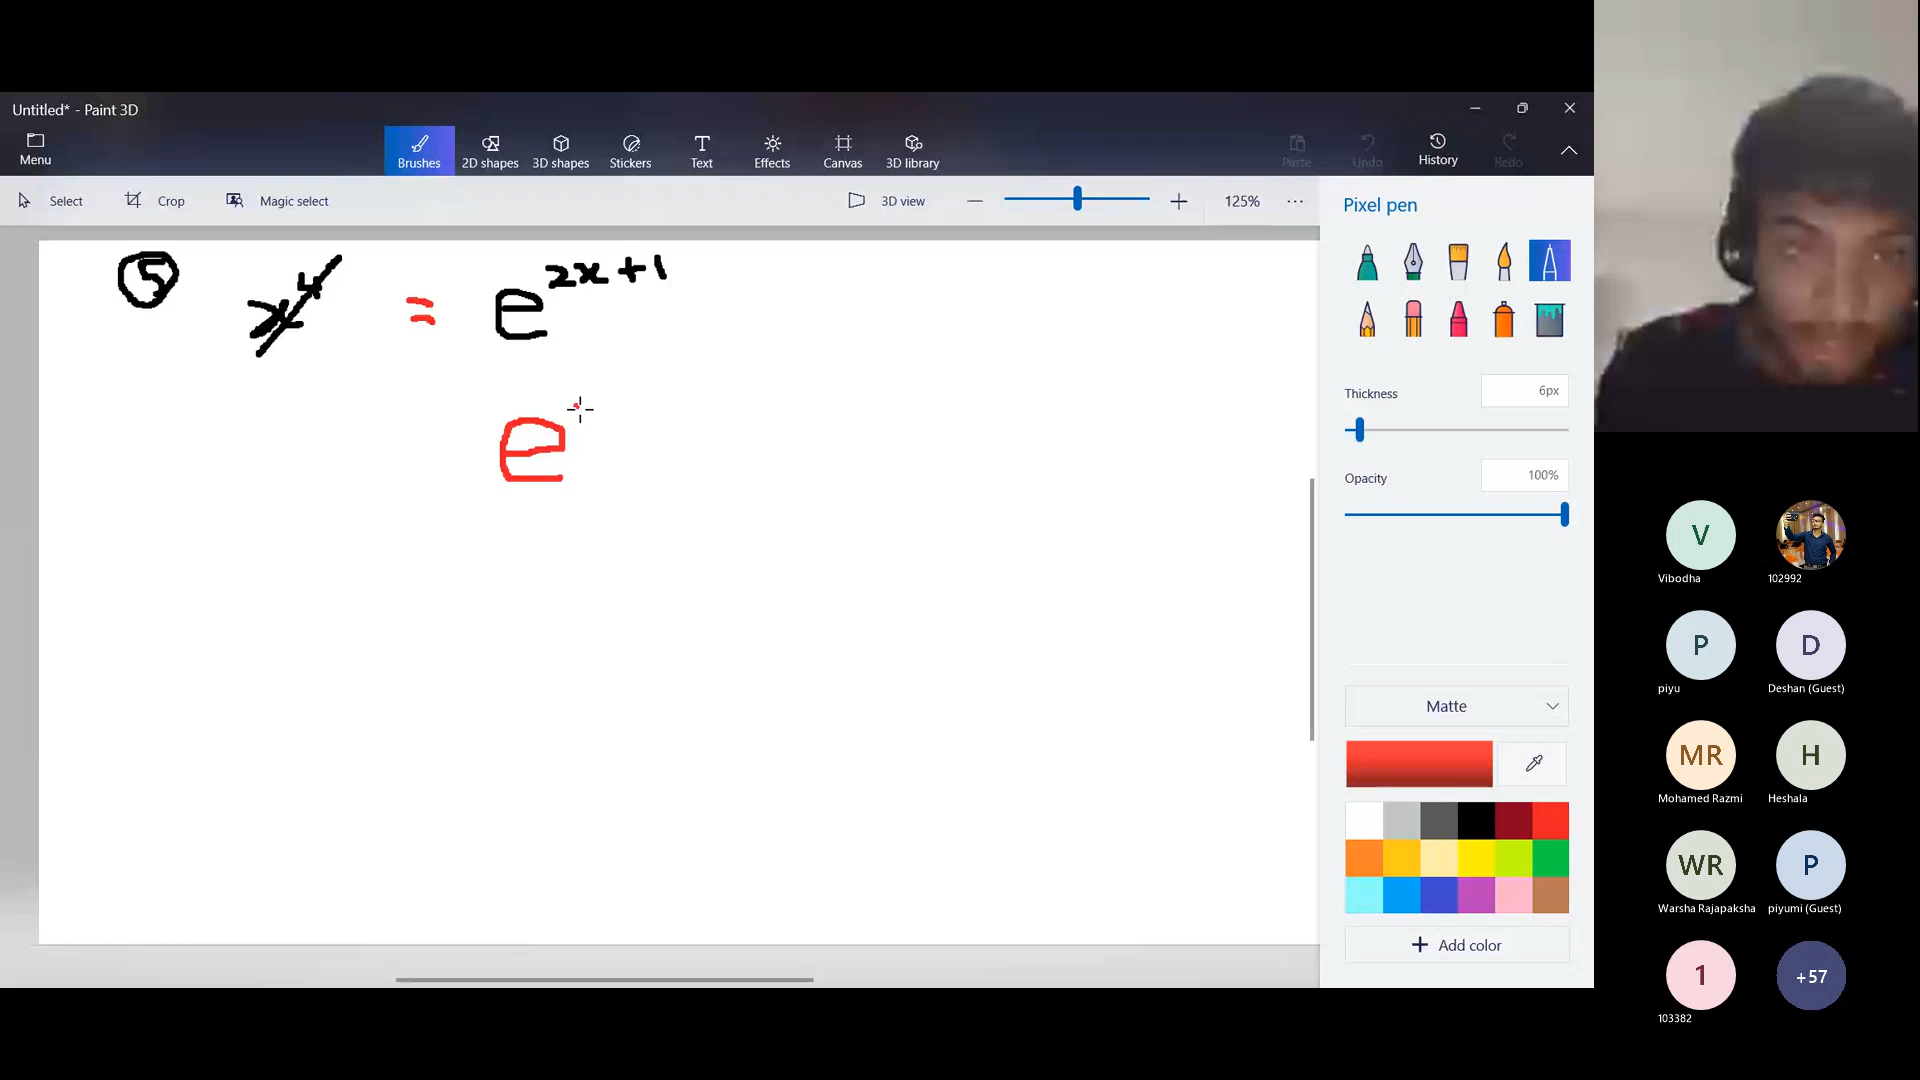 Untitled* - Paint 3D
Menu
Brushes
2D shapes
3D shapes
Stickers
Text
Effects
Canvas
3D library
Paste
Undo
History
Redo
Select
Crop
Magic select
3D view
125%
Pixel pen
⑤ x⁴ = e^{2x+1}
e
Thickness
6px
Opacity
100%
Matte
+ Add color
V
Vibodha
102992
P
piyu
D
Deshan (Guest)
MR
Mohamed Razmi
H
Heshala
WR
Warsha Rajapaksha
P
piyumi (Guest)
1
103382
+57